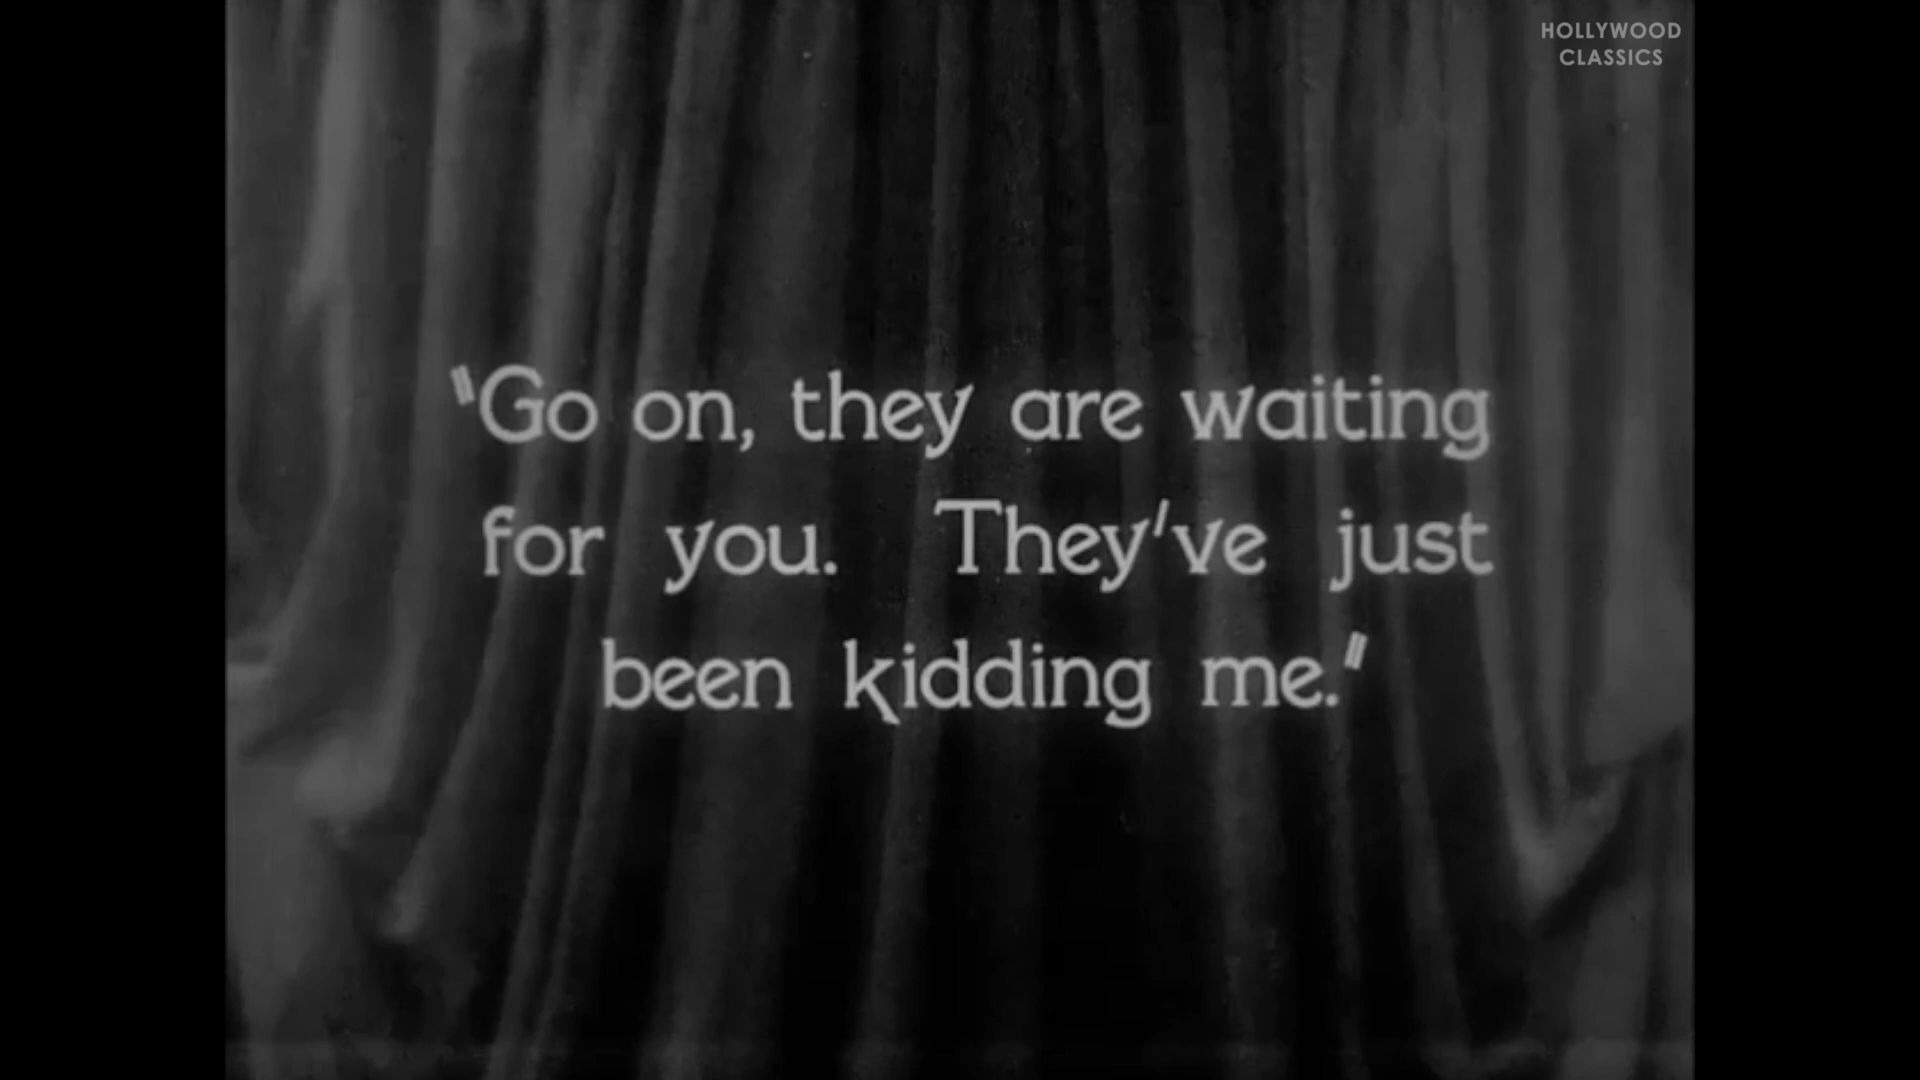 HOLLYWOOD
CLASSICS
"Go on, they are waiting
for you. They've just
been kidding me."